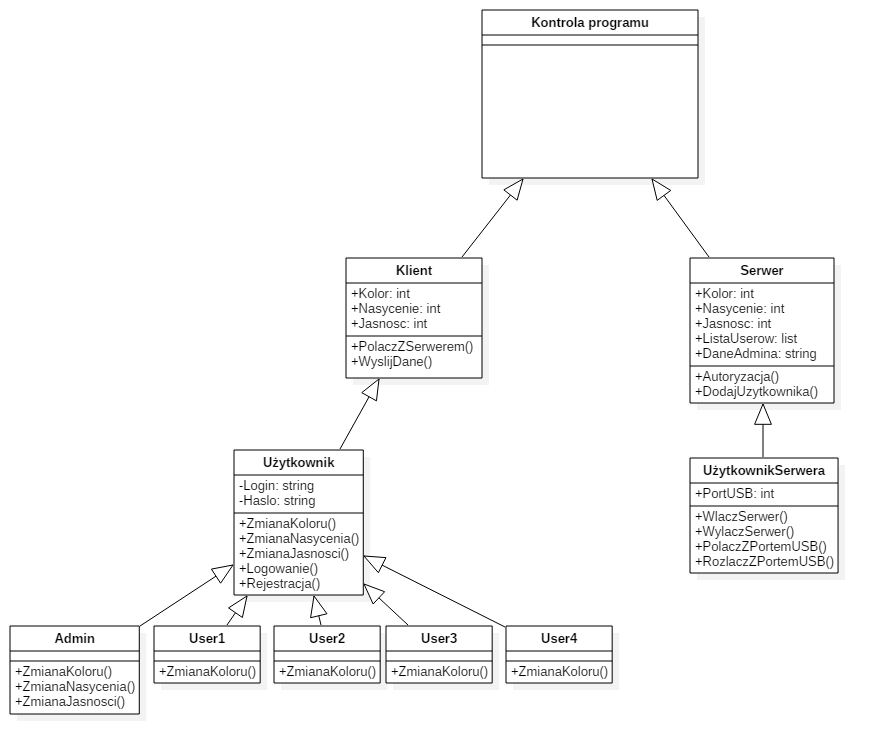 Kontrola programu
Klient
+Kolor: int
+Nasycenie: int
+Jasnosc: int
+PolaczZSerwerem()
+WyslijDane()
Serwer
+Kolor: int
+Nasycenie: int
+Jasnosc: int
+ListaUserow: list
+DaneAdmina: string
+Autoryzacja()
+DodajUzytkownika()
Użytkownik
-Login: string
-Haslo: string
+ZmianaKoloru()
+ZmianaNasycenia()
+ZmianaJasnosci()
+Logowanie()
+Rejestracja()
UżytkownikSerwera
+PortUSB: int
+WlaczSerwer()
+WylaczSerwer()
+PolaczZPortemUSB()
+RozlaczZPortemUSB()
Admin
+ZmianaKoloru()
+ZmianaNasycenia()
+ZmianaJasnosci()
User1
+ZmianaKoloru()
User2
+ZmianaKoloru()
User3
+ZmianaKoloru()
User4
+ZmianaKoloru()